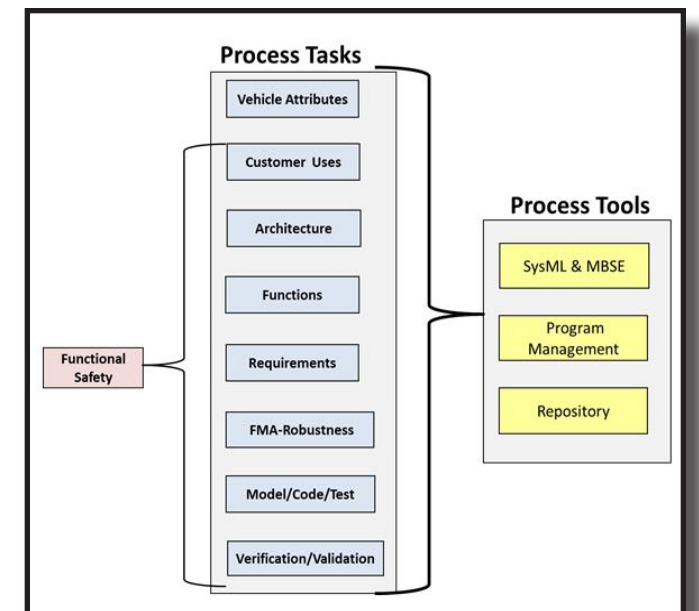 Process Tasks
Vehicle Attributes
Customer Uses
Architecture
Functions
Requirements
FMA-Robustness
Model/Code/Test
Verification/Validation
Functional
Safety
Process Tools
SysML & MBSE
Program
Management
Repository